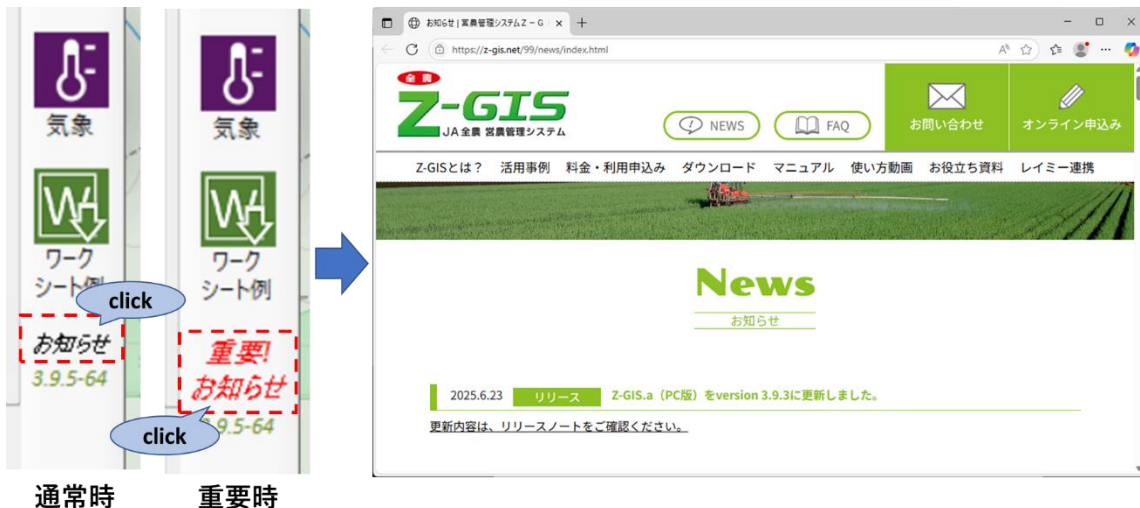 気象
ワーク
シート例
click
お知らせ
3.9.5-64
通常時
気象
ワーク
シート例
重要!
お知らせ
click
.9.5-64
重要時
お知らせ | 営農管理システムZ－G
https://z-gis.net/99/news/index.html
全農
Z-GIS
JA全農 営農管理システム
NEWS
FAQ
お問い合わせ
オンライン申込み
Z-GISとは？ 活用事例 料金・利用申込み ダウンロード マニュアル 使い方動画 お役立ち資料 レイミー連携
News
お知らせ
2025.6.23 リリース Z-GIS.a（PC版）をversion 3.9.3に更新しました。
更新内容は、リリースノートをご確認ください。